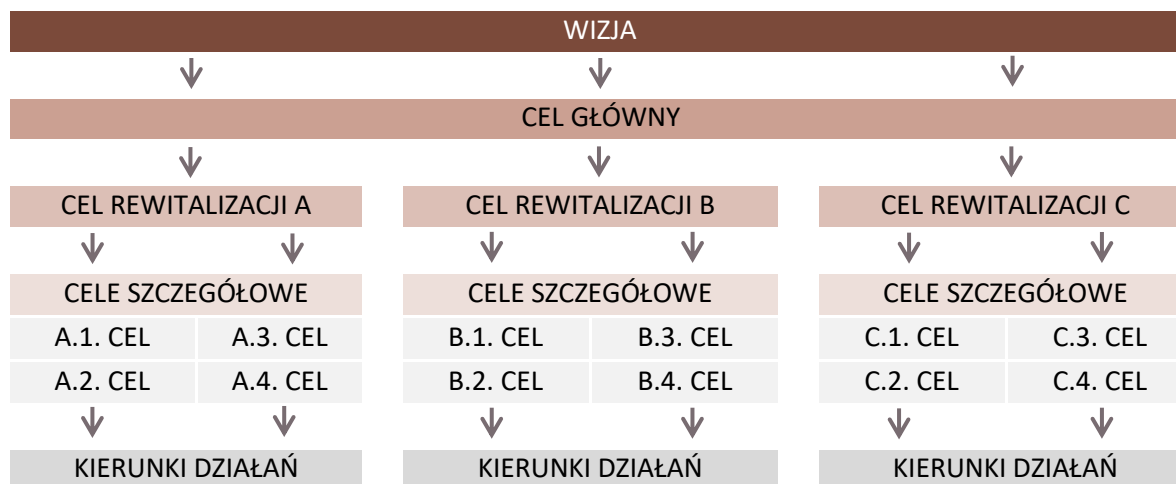 WIZJA
CEL GŁÓWNY
CEL REWITALIZACJI A CEL REWITALIZACJI B CEL REWITALIZACJI C
CELE SZCZEGÓŁOWE CELE SZCZEGÓŁOWE CELE SZCZEGÓŁOWE
A.1. CEL A.3. CEL B.1. CEL B.3. CEL C.1. CEL C.3. CEL
A.2. CEL A.4. CEL B.2. CEL B.4. CEL C.2. CEL C.4. CEL
KIERUNKI DZIAŁAŃ KIERUNKI DZIAŁAŃ KIERUNKI DZIAŁAŃ